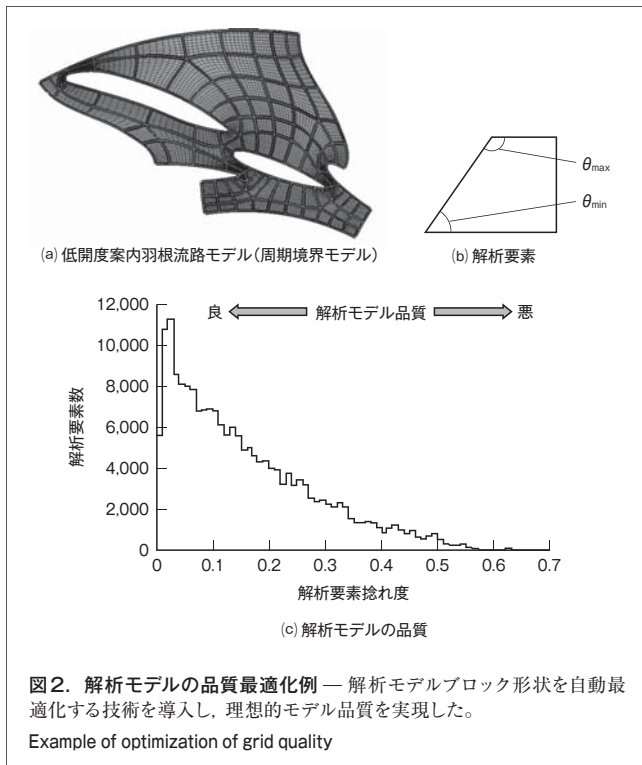 (a) 低開度案内羽根流路モデル(周期境界モデル)
θmax
θmin
(b) 解析要素
良 解析モデル品質 悪
12,000
10,000
8,000
6,000
4,000
2,000
0
解析要素数
0 0.1 0.2 0.3 0.4 0.5 0.6 0.7
解析要素捻れ度
(c) 解析モデルの品質
図2. 解析モデルの品質最適化例 — 解析モデルブロック形状を自動最
適化する技術を導入し,理想的モデル品質を実現した。
Example of optimization of grid quality